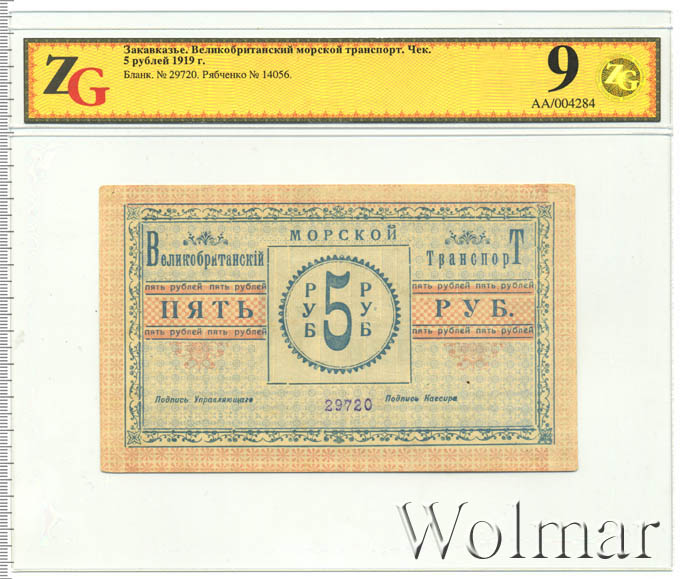 ZG
Закавказье. Великобританский морской транспорт. Чек.
5 рублей 1919 г.
Бланк. № 29720. Рябченко № 14056.
9
ZG
AA/004284
МОРСКОЙ
Великобританскій
ТранспорТ
пять рублей пять рублей
пять рублей пять рублей
ПЯТЬ
РУБ
5
РУБ
РУБ.
пять рублей пять рублей
пять рублей пять рублей
Подпись Управляющаго
29720
Подпись Кассира
Wolmar